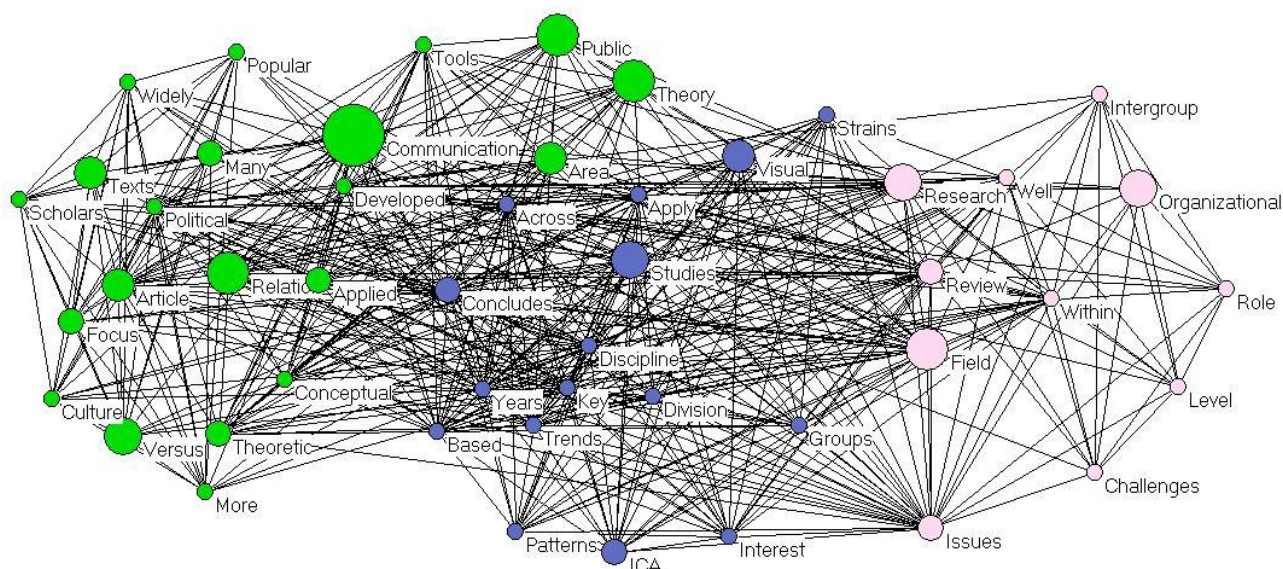 Public
Tools
Popular
Theory
Widely
Intergroup
Strains
Communication
Many
Area
Visual
Texts
Research
Well
Organizational
Developed
Apply
Scholars
Political
Across
Studies
Article
Applied
Concludes
Review
Role
Within
Focus
Discipline
Field
Conceptual
Years
Key
Division
Level
Culture
Versus
Theoretic
Based
Trends
Groups
Challenges
More
Patterns
Interest
Issues
ICA